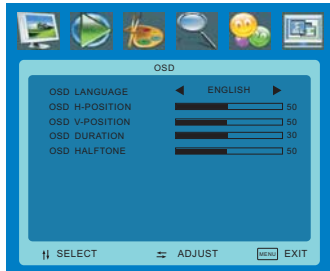 OSD
OSD LANGUAGE ENGLISH
OSD H-POSITION 50
OSD V-POSITION 50
OSD DURATION 30
OSD HALFTONE 50
SELECT ADJUST MENU EXIT